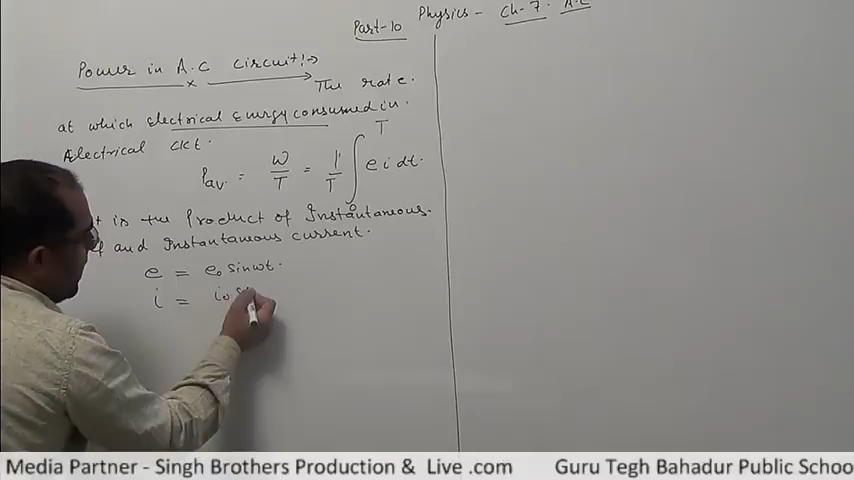 Part-10 Physics- Ch-7. A.C
Power in A.C circuit:→
The rate.
at which electrical Energy consumed in.
Electrical ckt.
Pav. = W/T = 1/T ∫₀ᵀ e i dt.
t is the Product of Instantaneous.
f and Instantaneous current.
e = e₀ sinωt.
i = i₀ s
Media Partner - Singh Brothers Production & Live .com Guru Tegh Bahadur Public Schoo